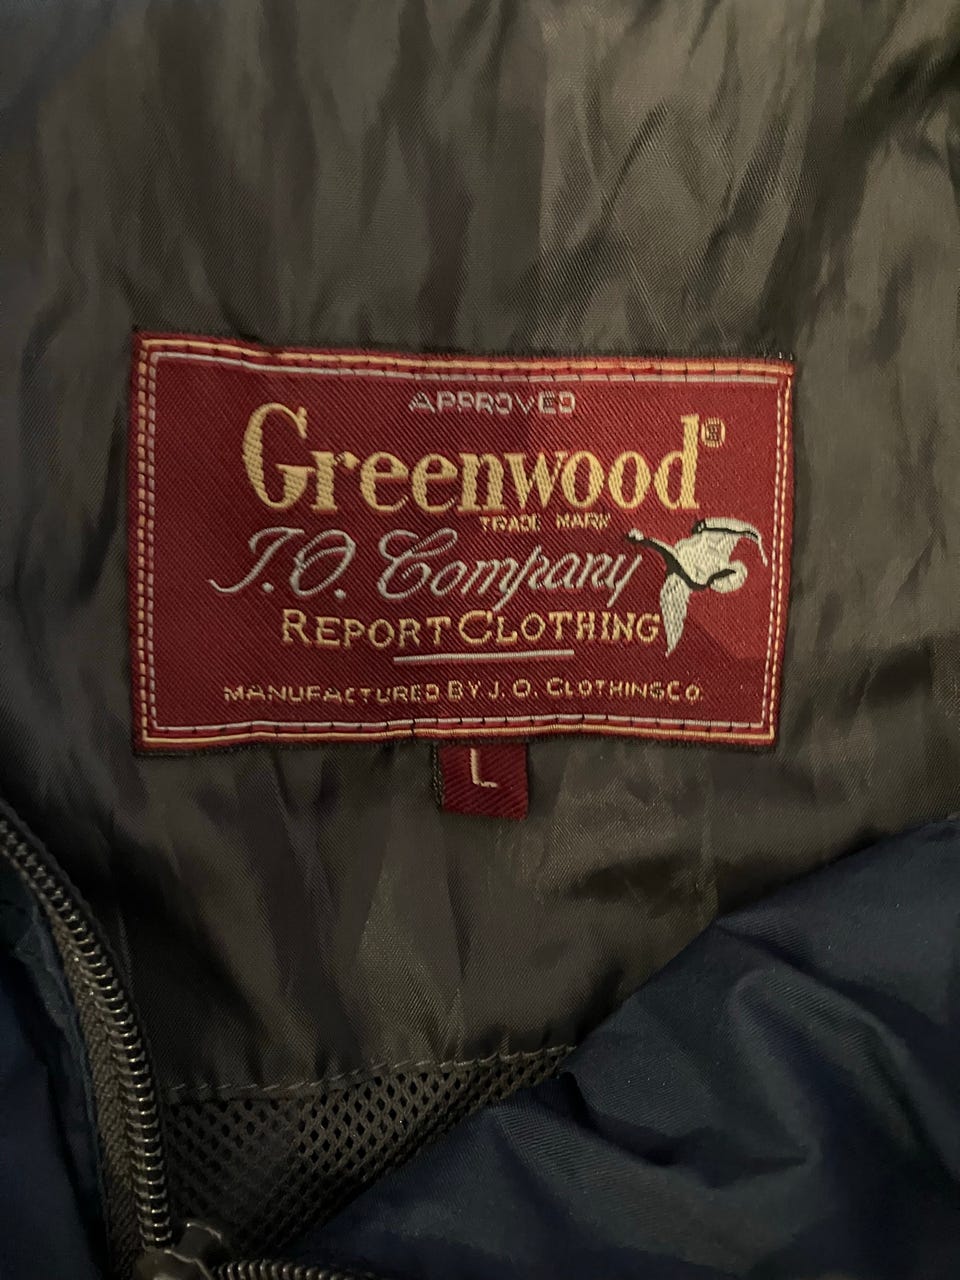 APPROVED
Greenwood®
TRADE MARK
J.O. Company
REPORT CLOTHING
MANUFACTURED BY J.O. CLOTHING CO.
L